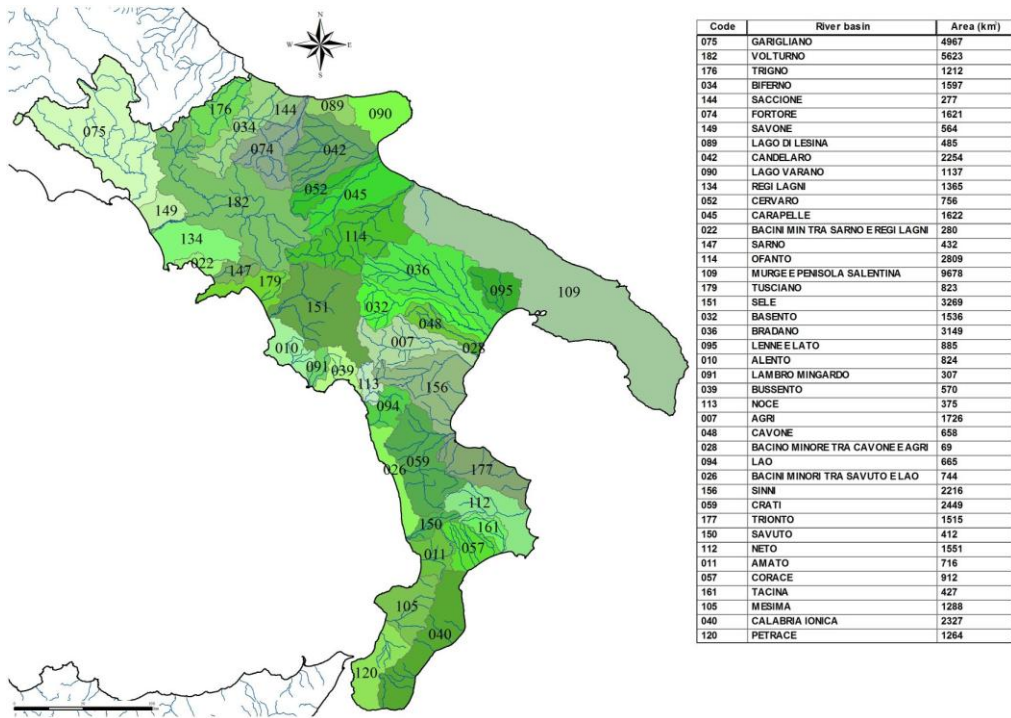 N
W E
S
176
144
089
090
075
034
074
042
052
045
149
182
134
114
022
147
179
036
109
095
151
032
048
010
007
028
091
039
113
156
094
059
026
177
112
150
161
011
057
105
040
120
Code River basin Area (km²)
075 GARIGLIANO 4967
182 VOLTURNO 5623
176 TRIGNO 1212
034 BIFERNO 1597
144 SACCIONE 277
074 FORTORE 1621
149 SAVONE 564
089 LAGO DI LESINA 485
042 CANDELARO 2254
090 LAGO VARANO 1137
134 REGI LAGNI 1365
052 CERVARO 756
045 CARAPELLE 1622
022 BACINI MIN TRA SARNO E REGI LAGNI 280
147 SARNO 432
114 OFANTO 2809
109 MURGE E PENISOLA SALENTINA 9678
179 TUSCIANO 823
151 SELE 3269
032 BASENTO 1536
036 BRADANO 3149
095 LENNE E LATO 885
010 ALENTO 824
091 LAMBRO MINGARDO 307
039 BUSSENTO 570
113 NOCE 375
007 AGRI 1726
048 CAVONE 658
028 BACINO MINORE TRA CAVONE E AGRI 69
094 LAO 665
026 BACINI MINORI TRA SAVUTO E LAO 744
156 SINNI 2216
059 CRATI 2449
177 TRIONTO 1515
150 SAVUTO 412
112 NETO 1551
011 AMATO 716
057 CORACE 912
161 TACINA 427
105 MESIMA 1288
040 CALABRIA IONICA 2327
120 PETRACE 1264